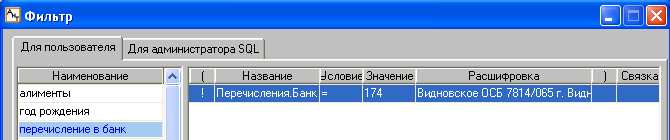 Фильтр
Для пользователя Для администратора SQL
Наименование
алименты
год рождения
перечисление в банк
( Название Условие Значение Расшифровка ) Связка
! Перечисления.Банк = 174 Видновское ОСБ 7814/065 г. Видн